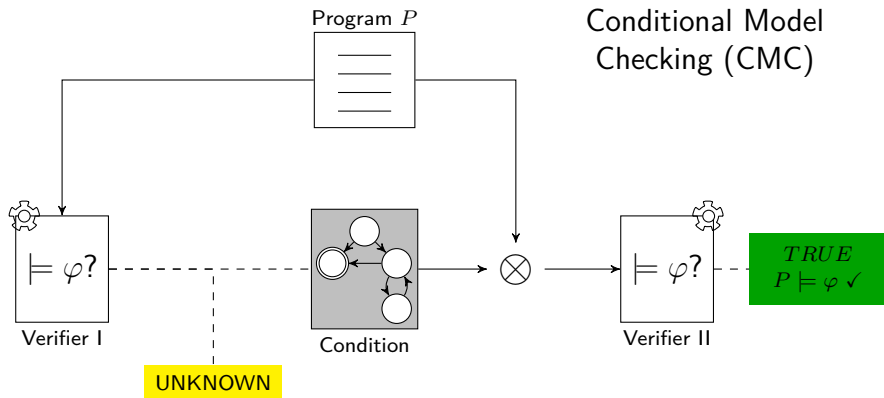 Program P
Conditional Model
Checking (CMC)
⊨ φ?
Verifier I
UNKNOWN
Condition
⊗
⊨ φ?
Verifier II
TRUE
P ⊨ φ ✓